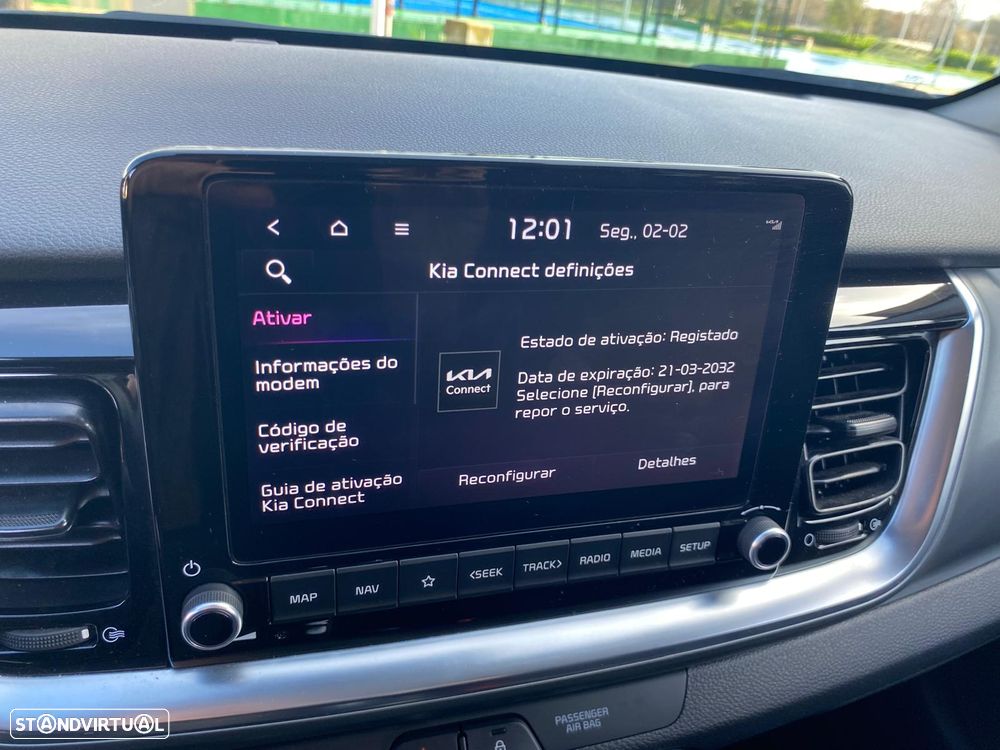 12:01 Seg., 02-02
Kia Connect definições
Ativar
Informações do
modem
Código de
verificação
Guia de ativação
Kia Connect
KIA
Connect
Estado de ativação: Registado
Data de expiração: 21-03-2032
Selecione [Reconfigurar], para
repor o serviço.
Reconfigurar
Detalhes
MAP
NAV
<SEEK
TRACK>
RADIO
MEDIA
SETUP
PASSENGER
AIR BAG
STANDVIRTUAL